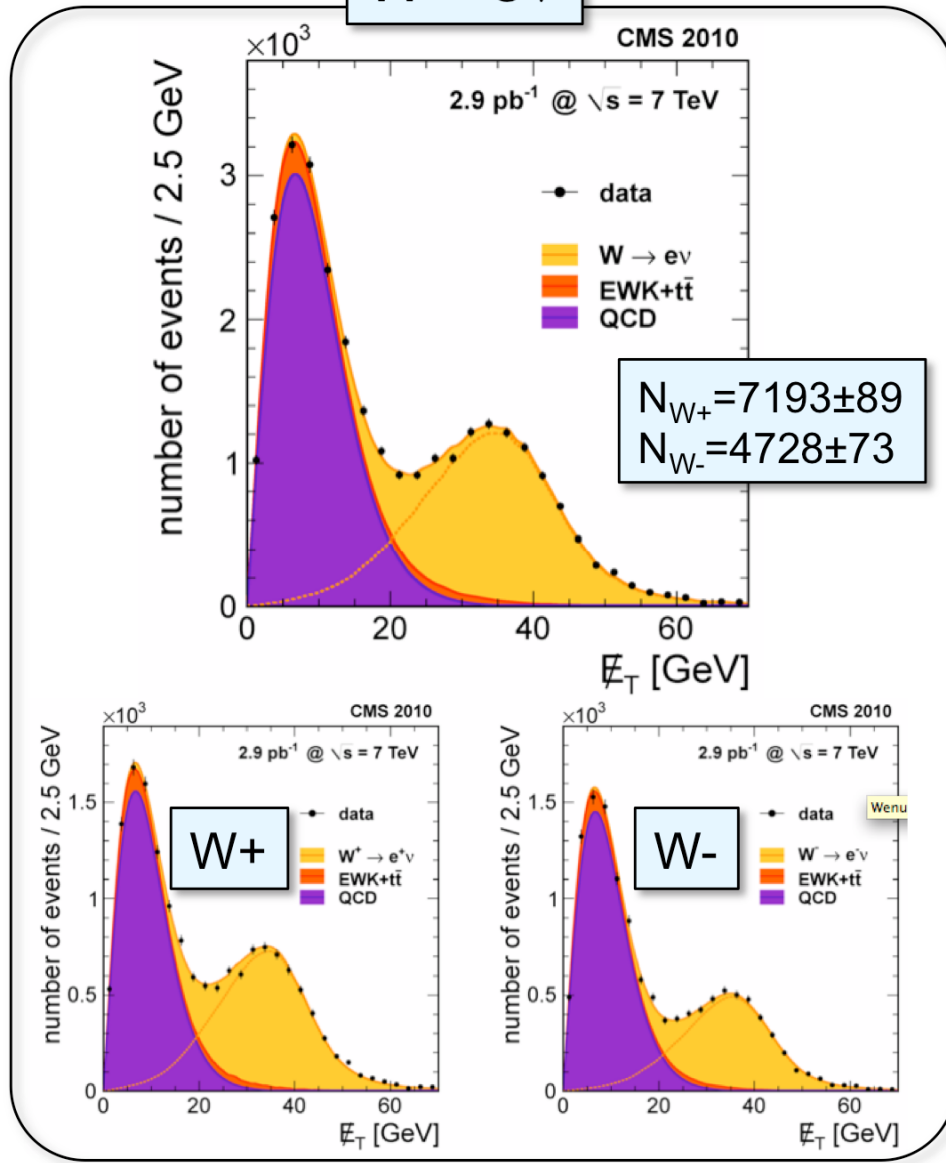 ×10³
CMS 2010
2.9 pb⁻¹ @ √s = 7 TeV
number of events / 2.5 GeV
data
W → eν
EWK+tt̄
QCD
N_W+=7193±89
N_W-=4728±73
3
2
1
0
0 20 40 60
E̸_T [GeV]
×10³
CMS 2010
2.9 pb⁻¹ @ √s = 7 TeV
number of events / 2.5 GeV
W+
data
W⁺ → e⁺ν
EWK+tt̄
QCD
1.5
1
0.5
0
0 20 40 60
E̸_T [GeV]
×10³
CMS 2010
2.9 pb⁻¹ @ √s = 7 TeV
number of events / 2.5 GeV
W-
data
W⁻ → e⁻ν
EWK+tt̄
QCD
Wenu
1.5
1
0.5
0
0 20 40 60
E̸_T [GeV]